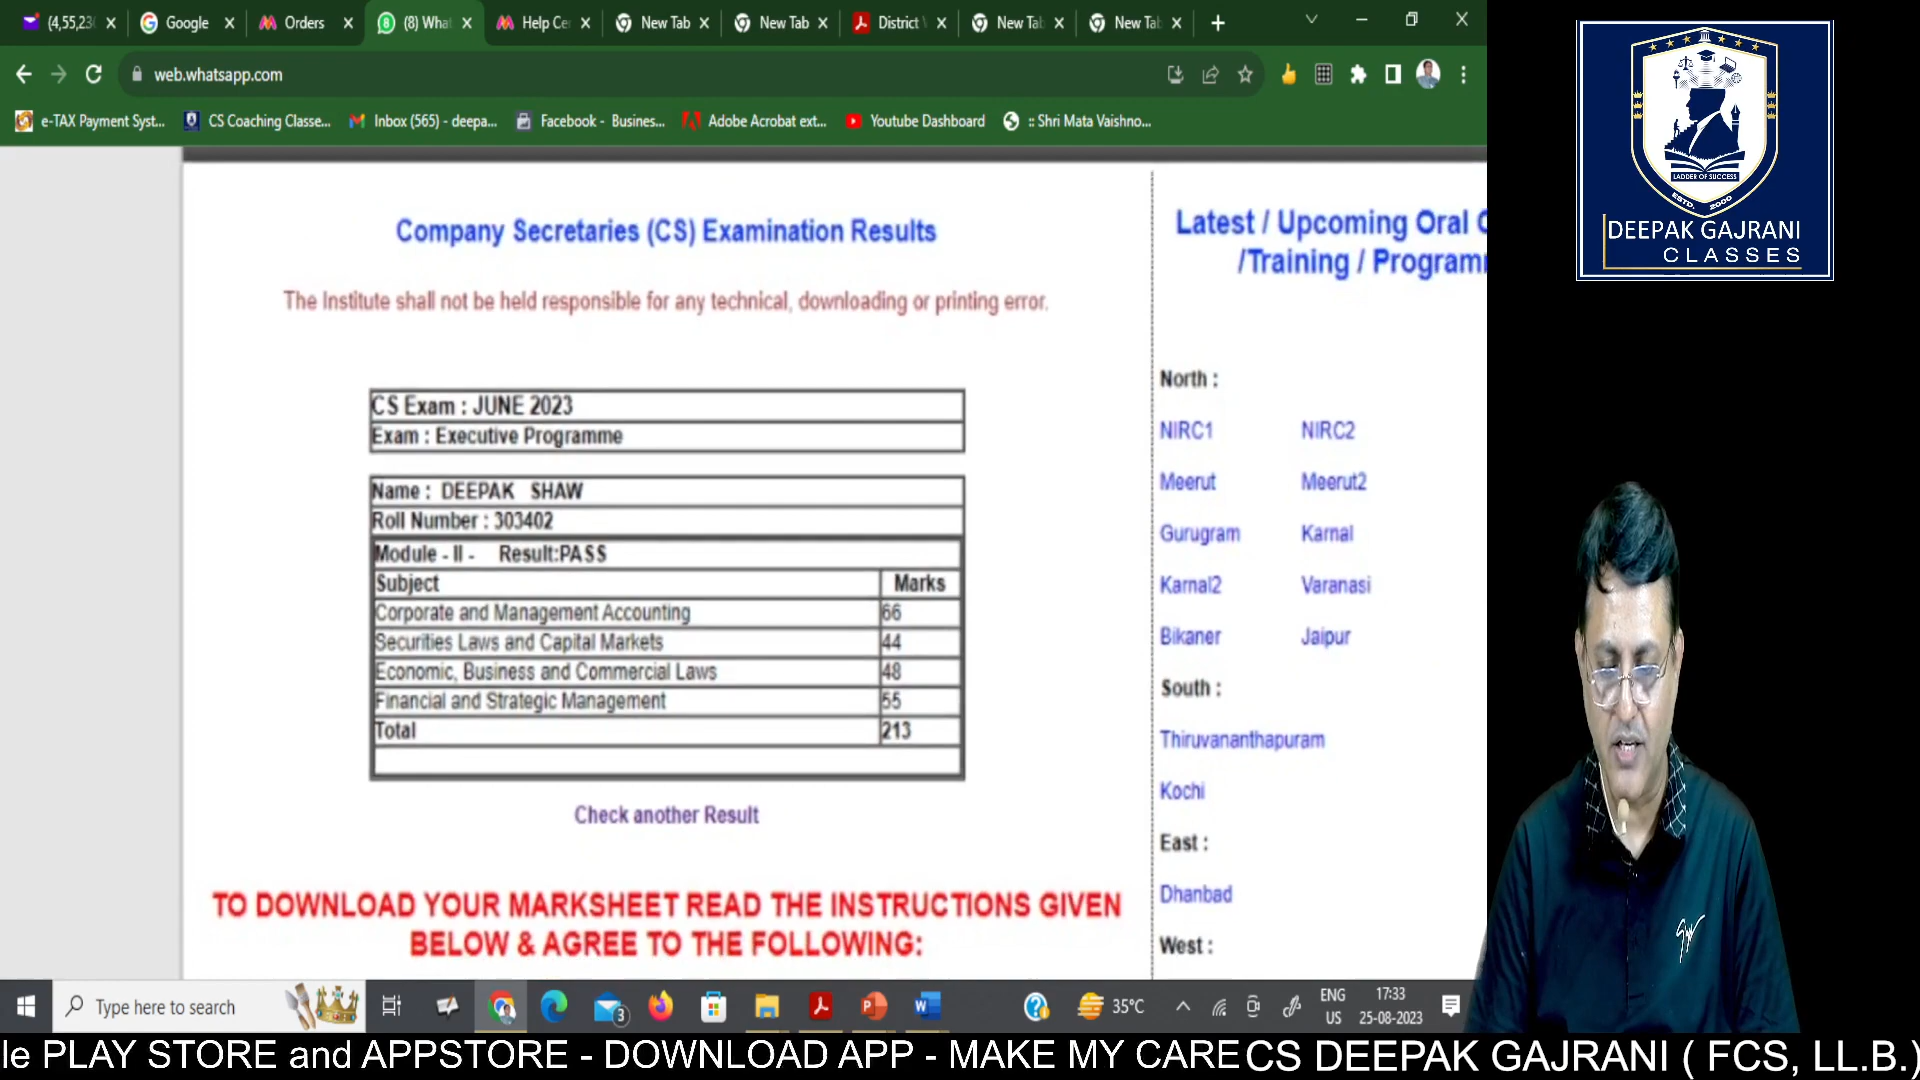 (4,55,23
Google
Orders
(8) What
Help Ce
New Tab
New Tab
District
New Tab
New Tab
web.whatsapp.com
e-TAX Payment Syst...
CS Coaching Classe...
Inbox (565) - deepa...
Facebook - Busines...
Adobe Acrobat ext...
Youtube Dashboard
:: Shri Mata Vaishno...
Company Secretaries (CS) Examination Results
The Institute shall not be held responsible for any technical, downloading or printing error.
CS Exam : JUNE 2023
Exam : Executive Programme
Name : DEEPAK SHAW
Roll Number : 303402
Module - II - Result:PASS
Subject Marks
Corporate and Management Accounting 66
Securities Laws and Capital Markets 44
Economic, Business and Commercial Laws 48
Financial and Strategic Management 55
Total 213
Check another Result
TO DOWNLOAD YOUR MARKSHEET READ THE INSTRUCTIONS GIVEN
BELOW & AGREE TO THE FOLLOWING:
Latest / Upcoming Oral C
/Training / Program
North :
NIRC1 NIRC2
Meerut Meerut2
Gurugram Karnal
Karnal2 Varanasi
Bikaner Jaipur
South :
Thiruvananthapuram
Kochi
East :
Dhanbad
West :
LADDER OF SUCCESS
ESTD. 2000
DEEPAK GAJRANI
CLASSES
Type here to search
3
35°C
ENG
US
17:33
25-08-2023
le PLAY STORE and APPSTORE - DOWNLOAD APP - MAKE MY CARE
CS DEEPAK GAJRANI ( FCS, LL.B.)